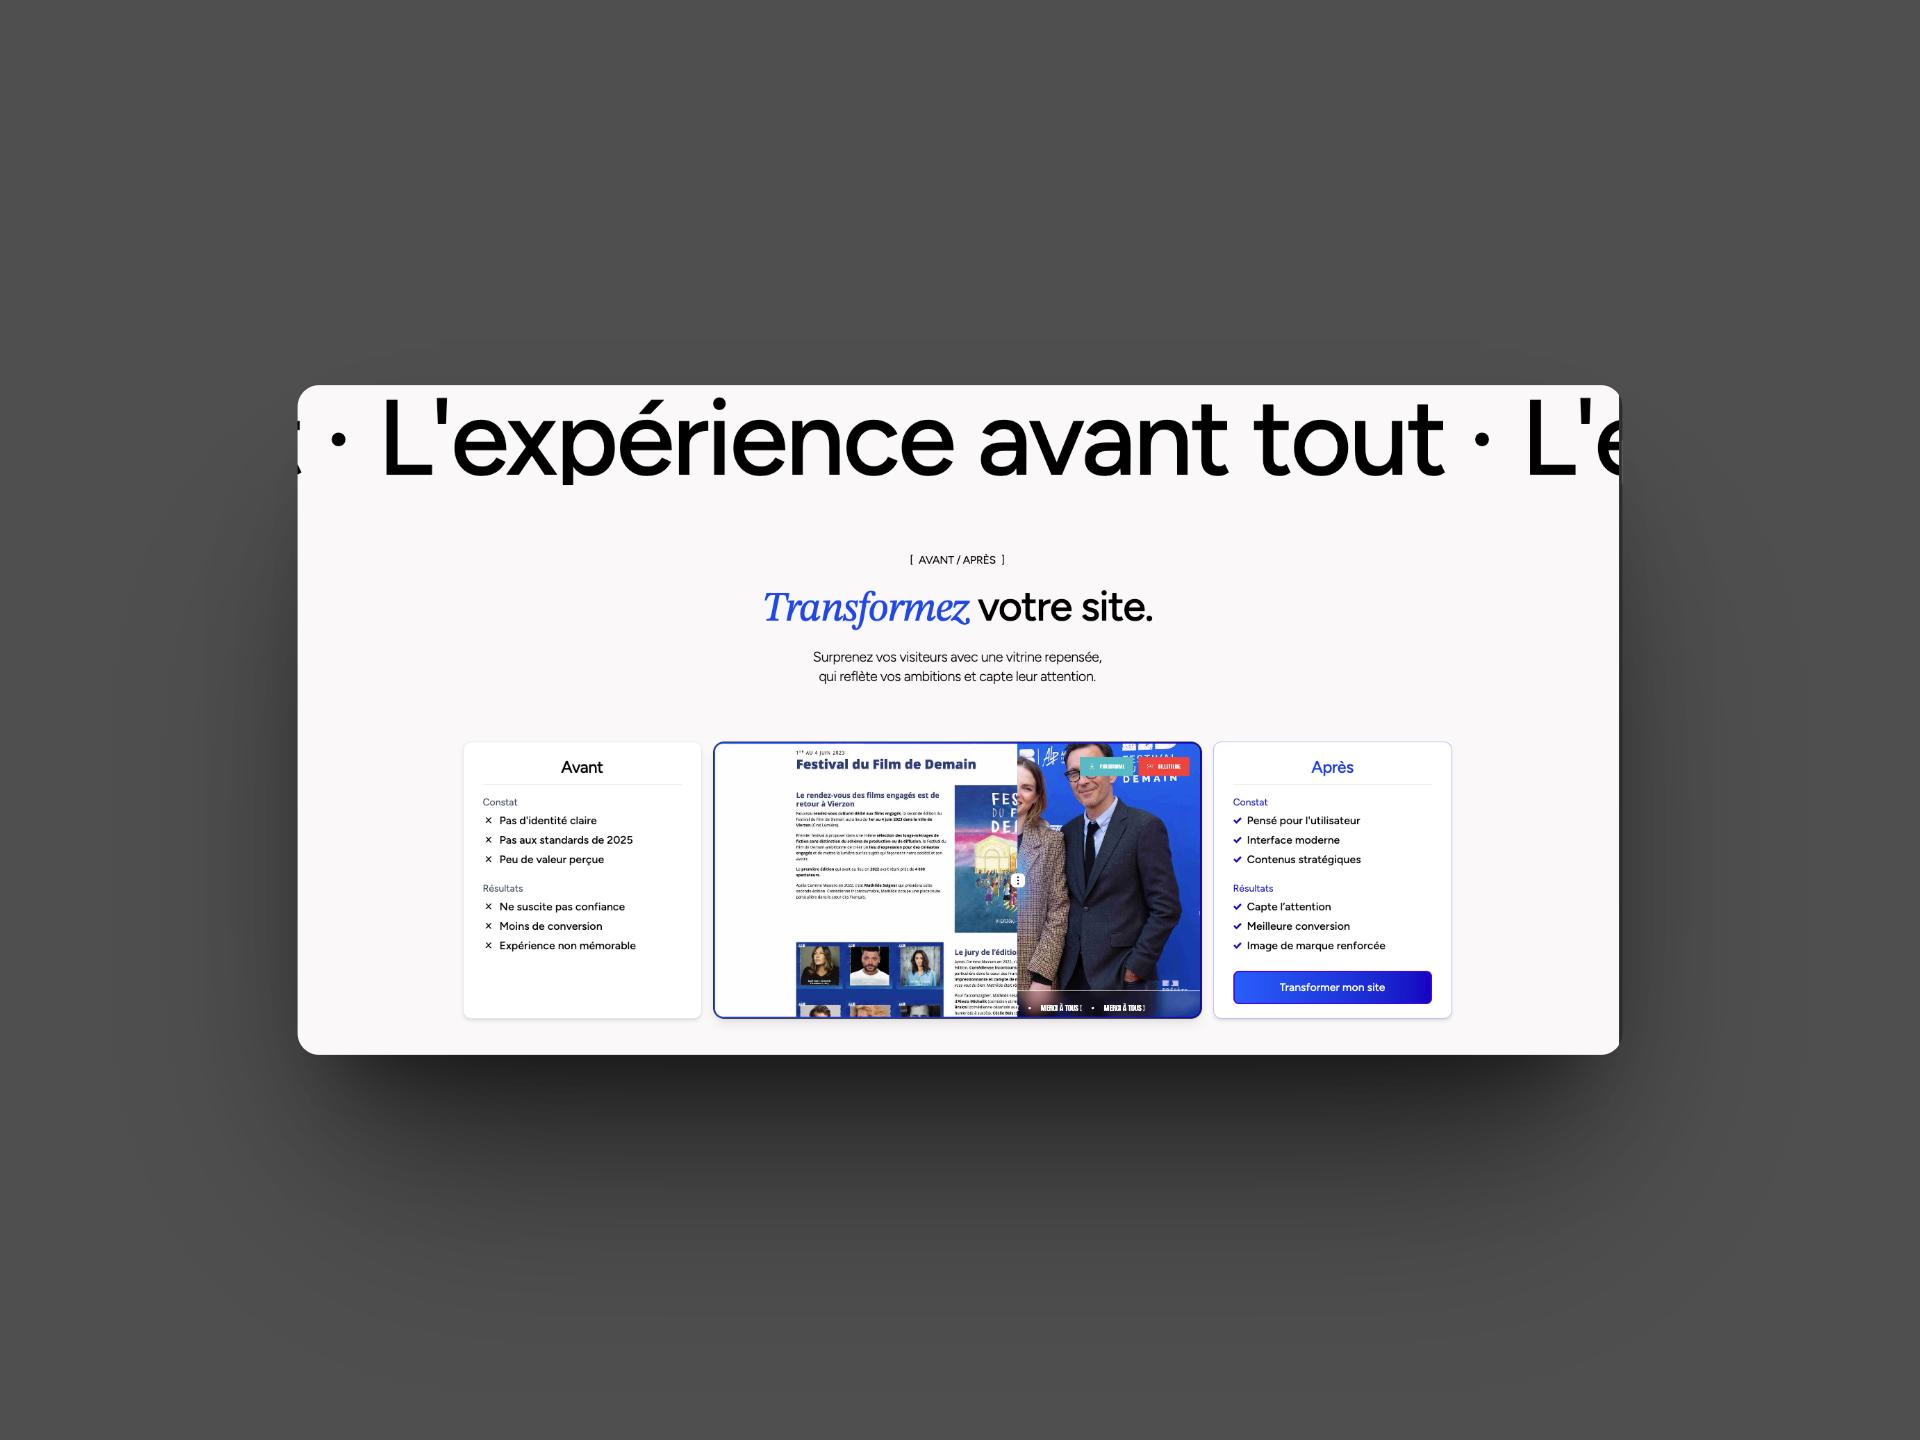 · L'expérience avant tout · L'e
[ AVANT / APRÈS ]
Transformez votre site.
Surprenez vos visiteurs avec une vitrine repensée,
qui reflète vos ambitions et capte leur attention.
Avant
Constat
Pas d'identité claire
Pas aux standards de 2025
Peu de valeur perçue
Résultats
Ne suscite pas confiance
Moins de conversion
Expérience non mémorable
1er AU 4 JUIN 2023
Festival du Film de Demain
Le rendez-vous des films engagés est de
retour à Vierzon
FES
DU F
DE
Le jury de l'éditio
FESTIVAL
DEMAIN
BILLETTERIE
• MERCI À TOUS ! • MERCI À TOUS !
Après
Constat
Pensé pour l'utilisateur
Interface moderne
Contenus stratégiques
Résultats
Capte l'attention
Meilleure conversion
Image de marque renforcée
Transformer mon site